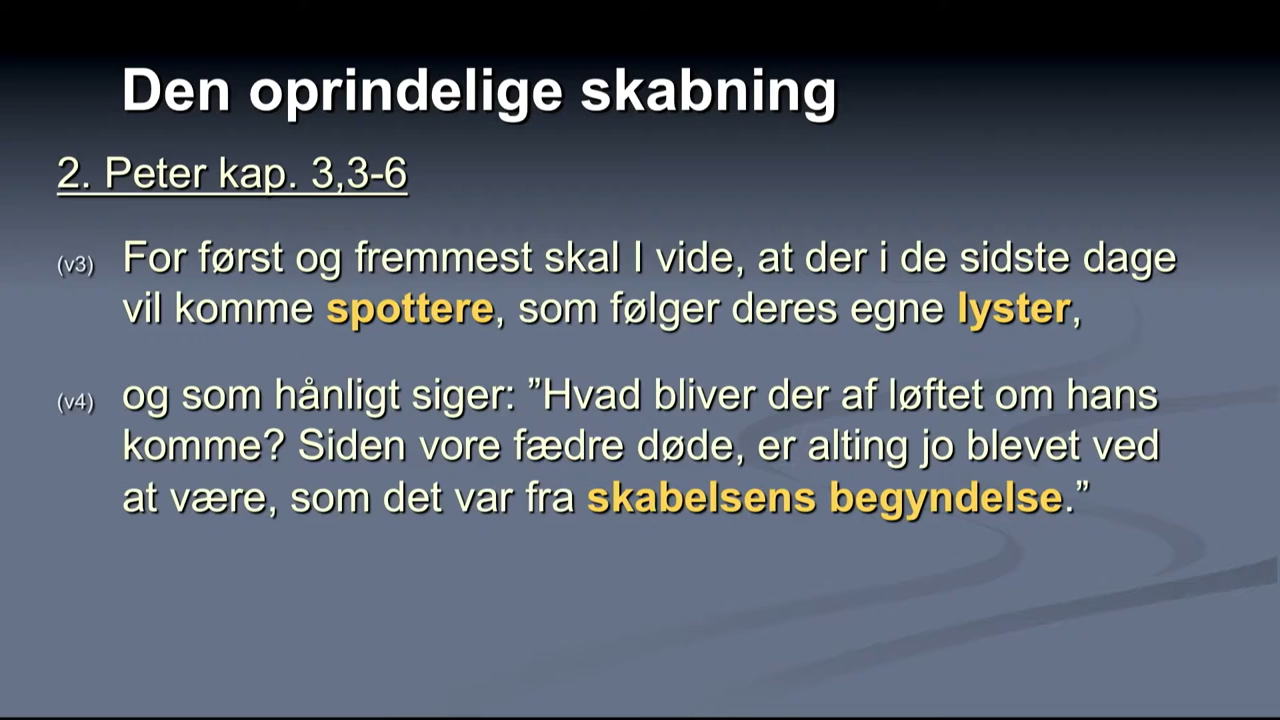 Den oprindelige skabning
2. Peter kap. 3,3-6
(v3) For først og fremmest skal I vide, at der i de sidste dage
vil komme spottere, som følger deres egne lyster,
(v4) og som hånligt siger: ”Hvad bliver der af løftet om hans
komme? Siden vore fædre døde, er alting jo blevet ved
at være, som det var fra skabelsens begyndelse.”